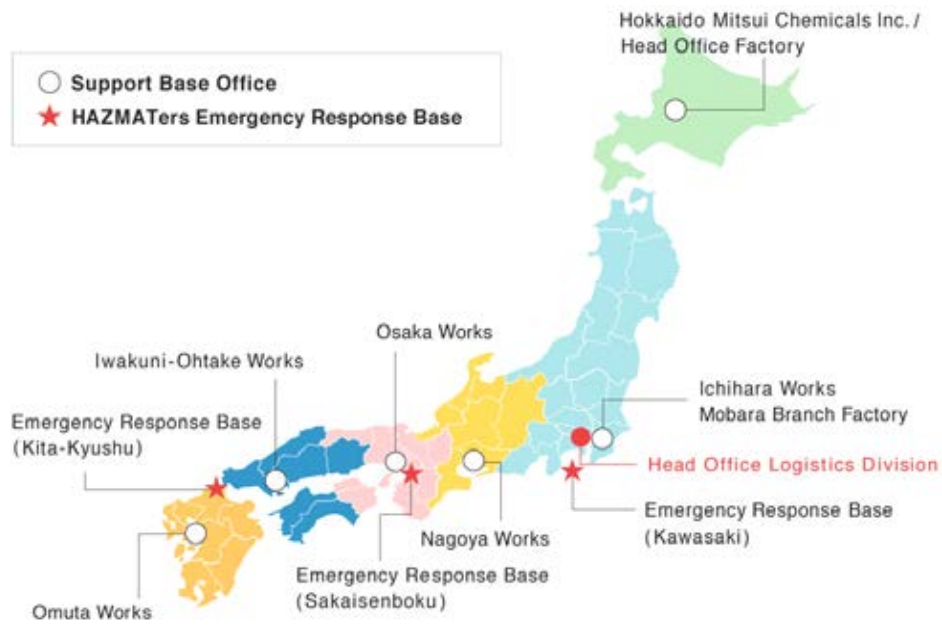 Hokkaido Mitsui Chemicals Inc./
Head Office Factory
Support Base Office
HAZMATers Emergency Response Base
Osaka Works
Iwakuni-Ohtake Works
Emergency Response Base
(Kita-Kyushu)
Ichihara Works
Mobara Branch Factory
Head Office Logistics Division
Emergency Response Base
(Kawasaki)
Nagoya Works
Emergency Response Base
(Sakaisenboku)
Omuta Works